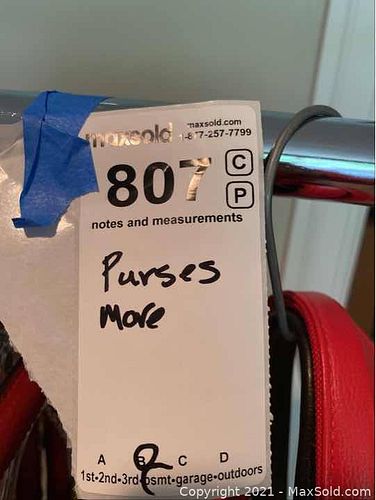 maxsold
maxsold.com
1-877-257-7799
807
C
P
notes and measurements
Purses
More
A B C D
1st•2nd•3rd•bsmt•garage•outdoors
Copyright 2021 - MaxSold.com